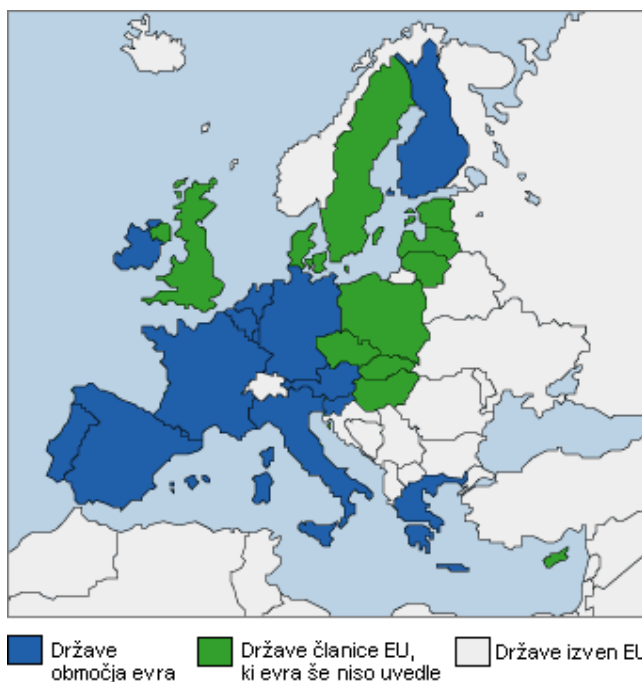 Države
območja evra
Države članice EU,
ki evra še niso uvedle
Države izven EU